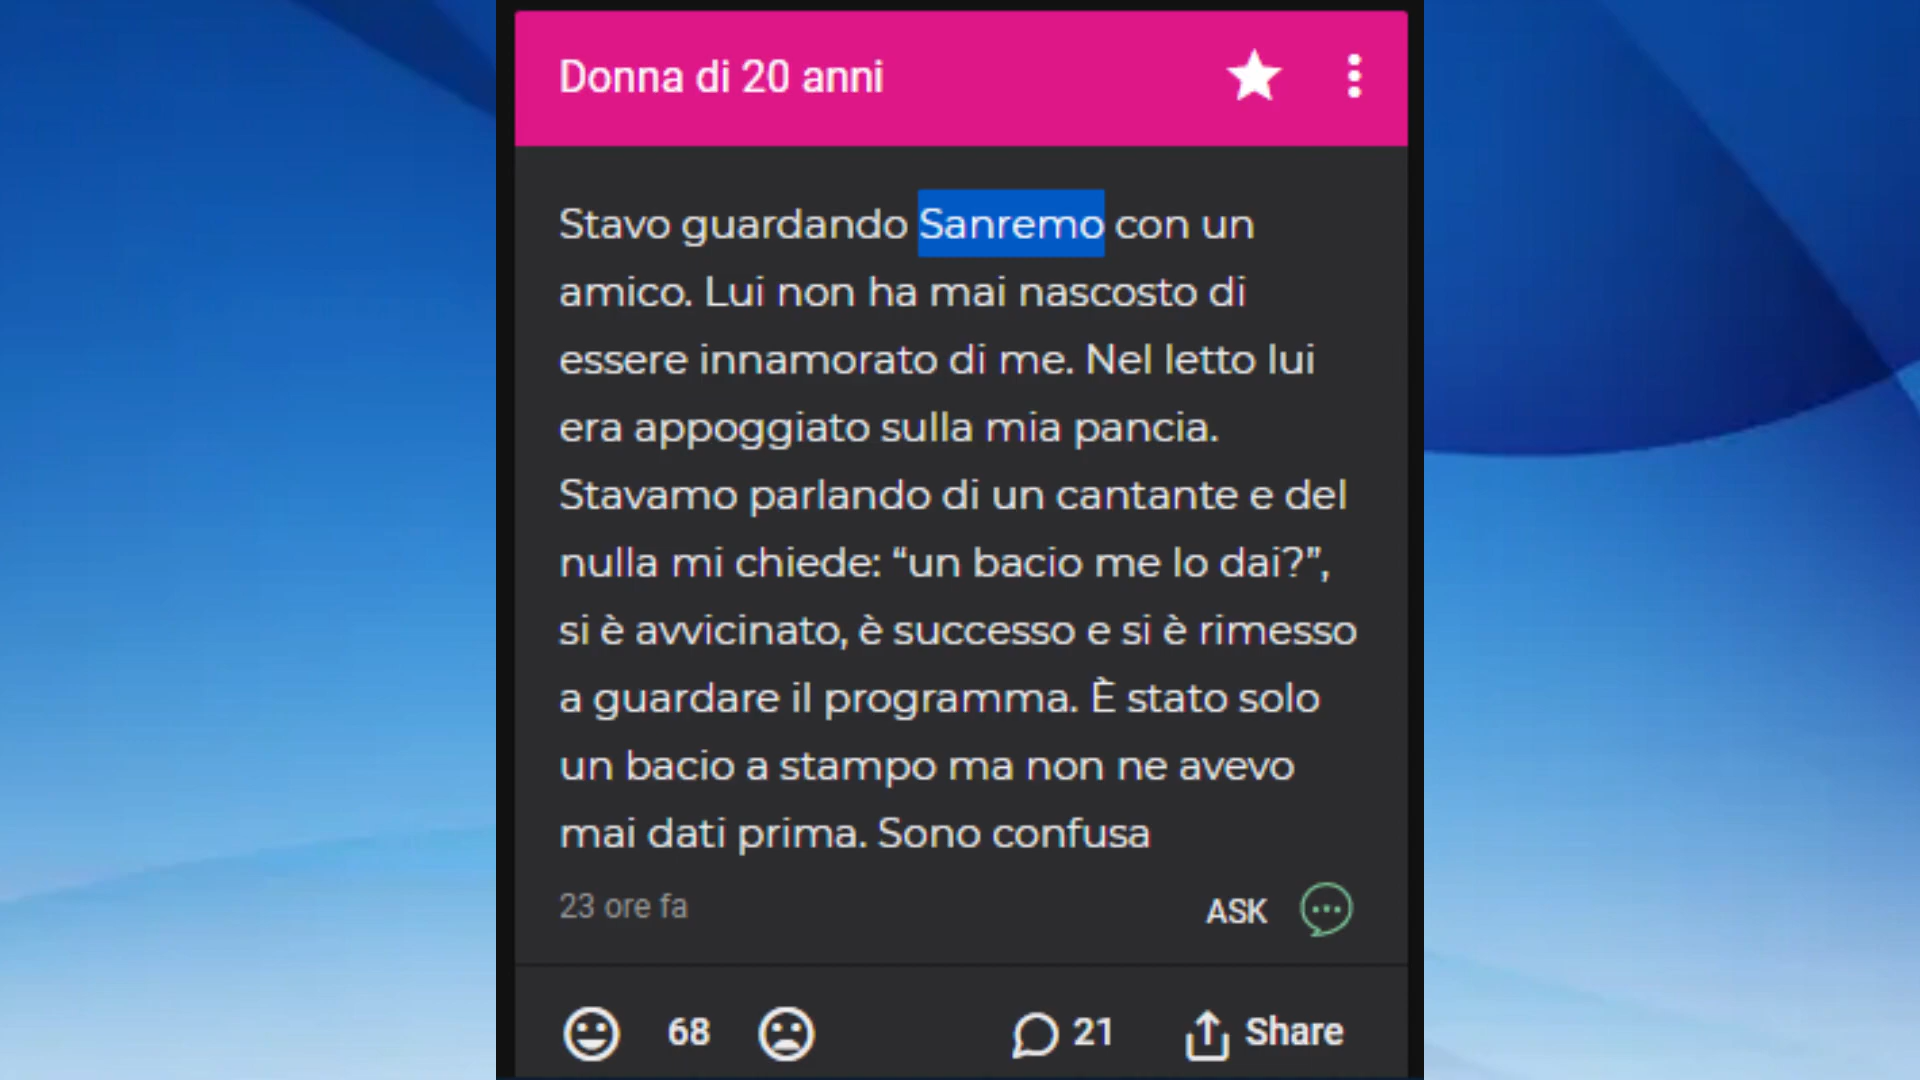 Donna di 20 anni
Stavo guardando Sanremo con un
amico. Lui non ha mai nascosto di
essere innamorato di me. Nel letto lui
era appoggiato sulla mia pancia.
Stavamo parlando di un cantante e del
nulla mi chiede: “un bacio me lo dai?”,
si è avvicinato, è successo e si è rimesso
a guardare il programma. È stato solo
un bacio a stampo ma non ne avevo
mai dati prima. Sono confusa
23 ore fa ASK
68 21 Share